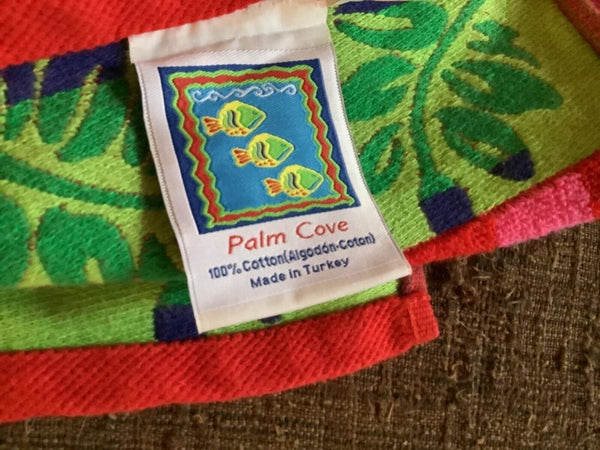 Palm Cove
100% Cotton(Algodón-Coton)
Made in Turkey